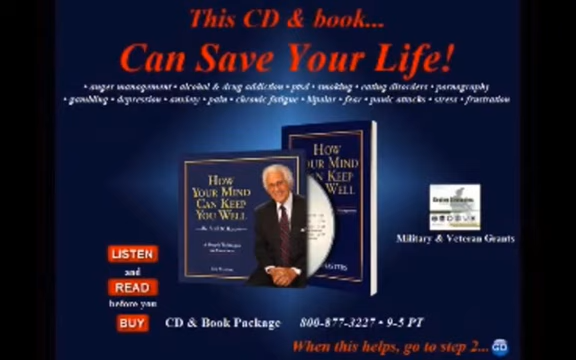 This CD & book...
Can Save Your Life!
• anger management • alcohol & drug addiction • ptsd • smoking • eating disorders • pornography
• gambling • depression • anxiety • pain • chronic fatigue • bipolar • fear • panic attacks • stress • frustration
HOW
YOUR MIND
CAN KEEP
YOU WELL
HOW
YOUR MIND
CAN KEEP
WELL
Military & Veteran Grants
LISTEN
and
READ
before you
BUY CD & Book Package 800-877-3227 • 9-5 PT
When this helps, go to step 2...